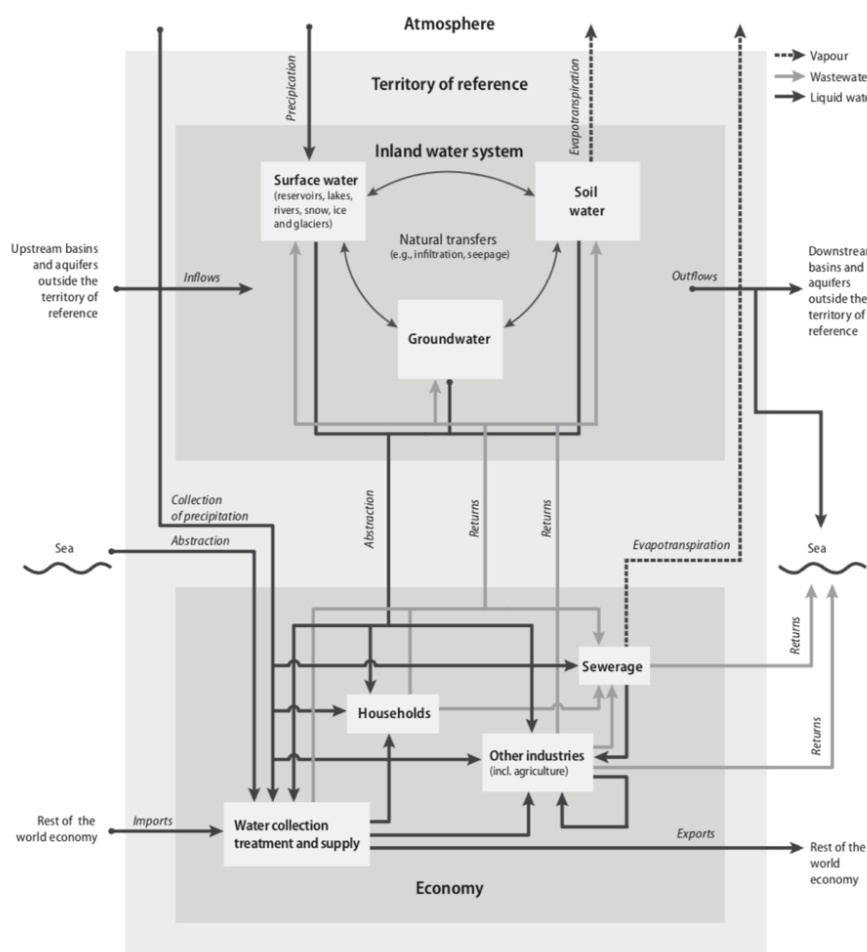 Atmosphere
Vapour
Wastewate
Liquid wate
Territory of reference
Precipication
Evapotranspiration
Inland water system
Surface water
(reservoirs, lakes,
rivers, snow, ice
and glaciers)
Soil
water
Natural transfers
(e.g., infiltration, seepage)
Upstream basins
and aquifers
outside the
territory of
reference
Inflows
Outflows
Downstream
basins and
aquifers
outside the
territory of
reference
Groundwater
Collection
of precipitation
Abstraction
Returns
Returns
Sea
Abstraction
Evapotranspiration
Sea
Sewerage
Returns
Households
Other industries
(incl. agriculture)
Returns
Rest of the
world economy
Imports
Water collection
treatment and supply
Exports
Rest of the
world
economy
Economy